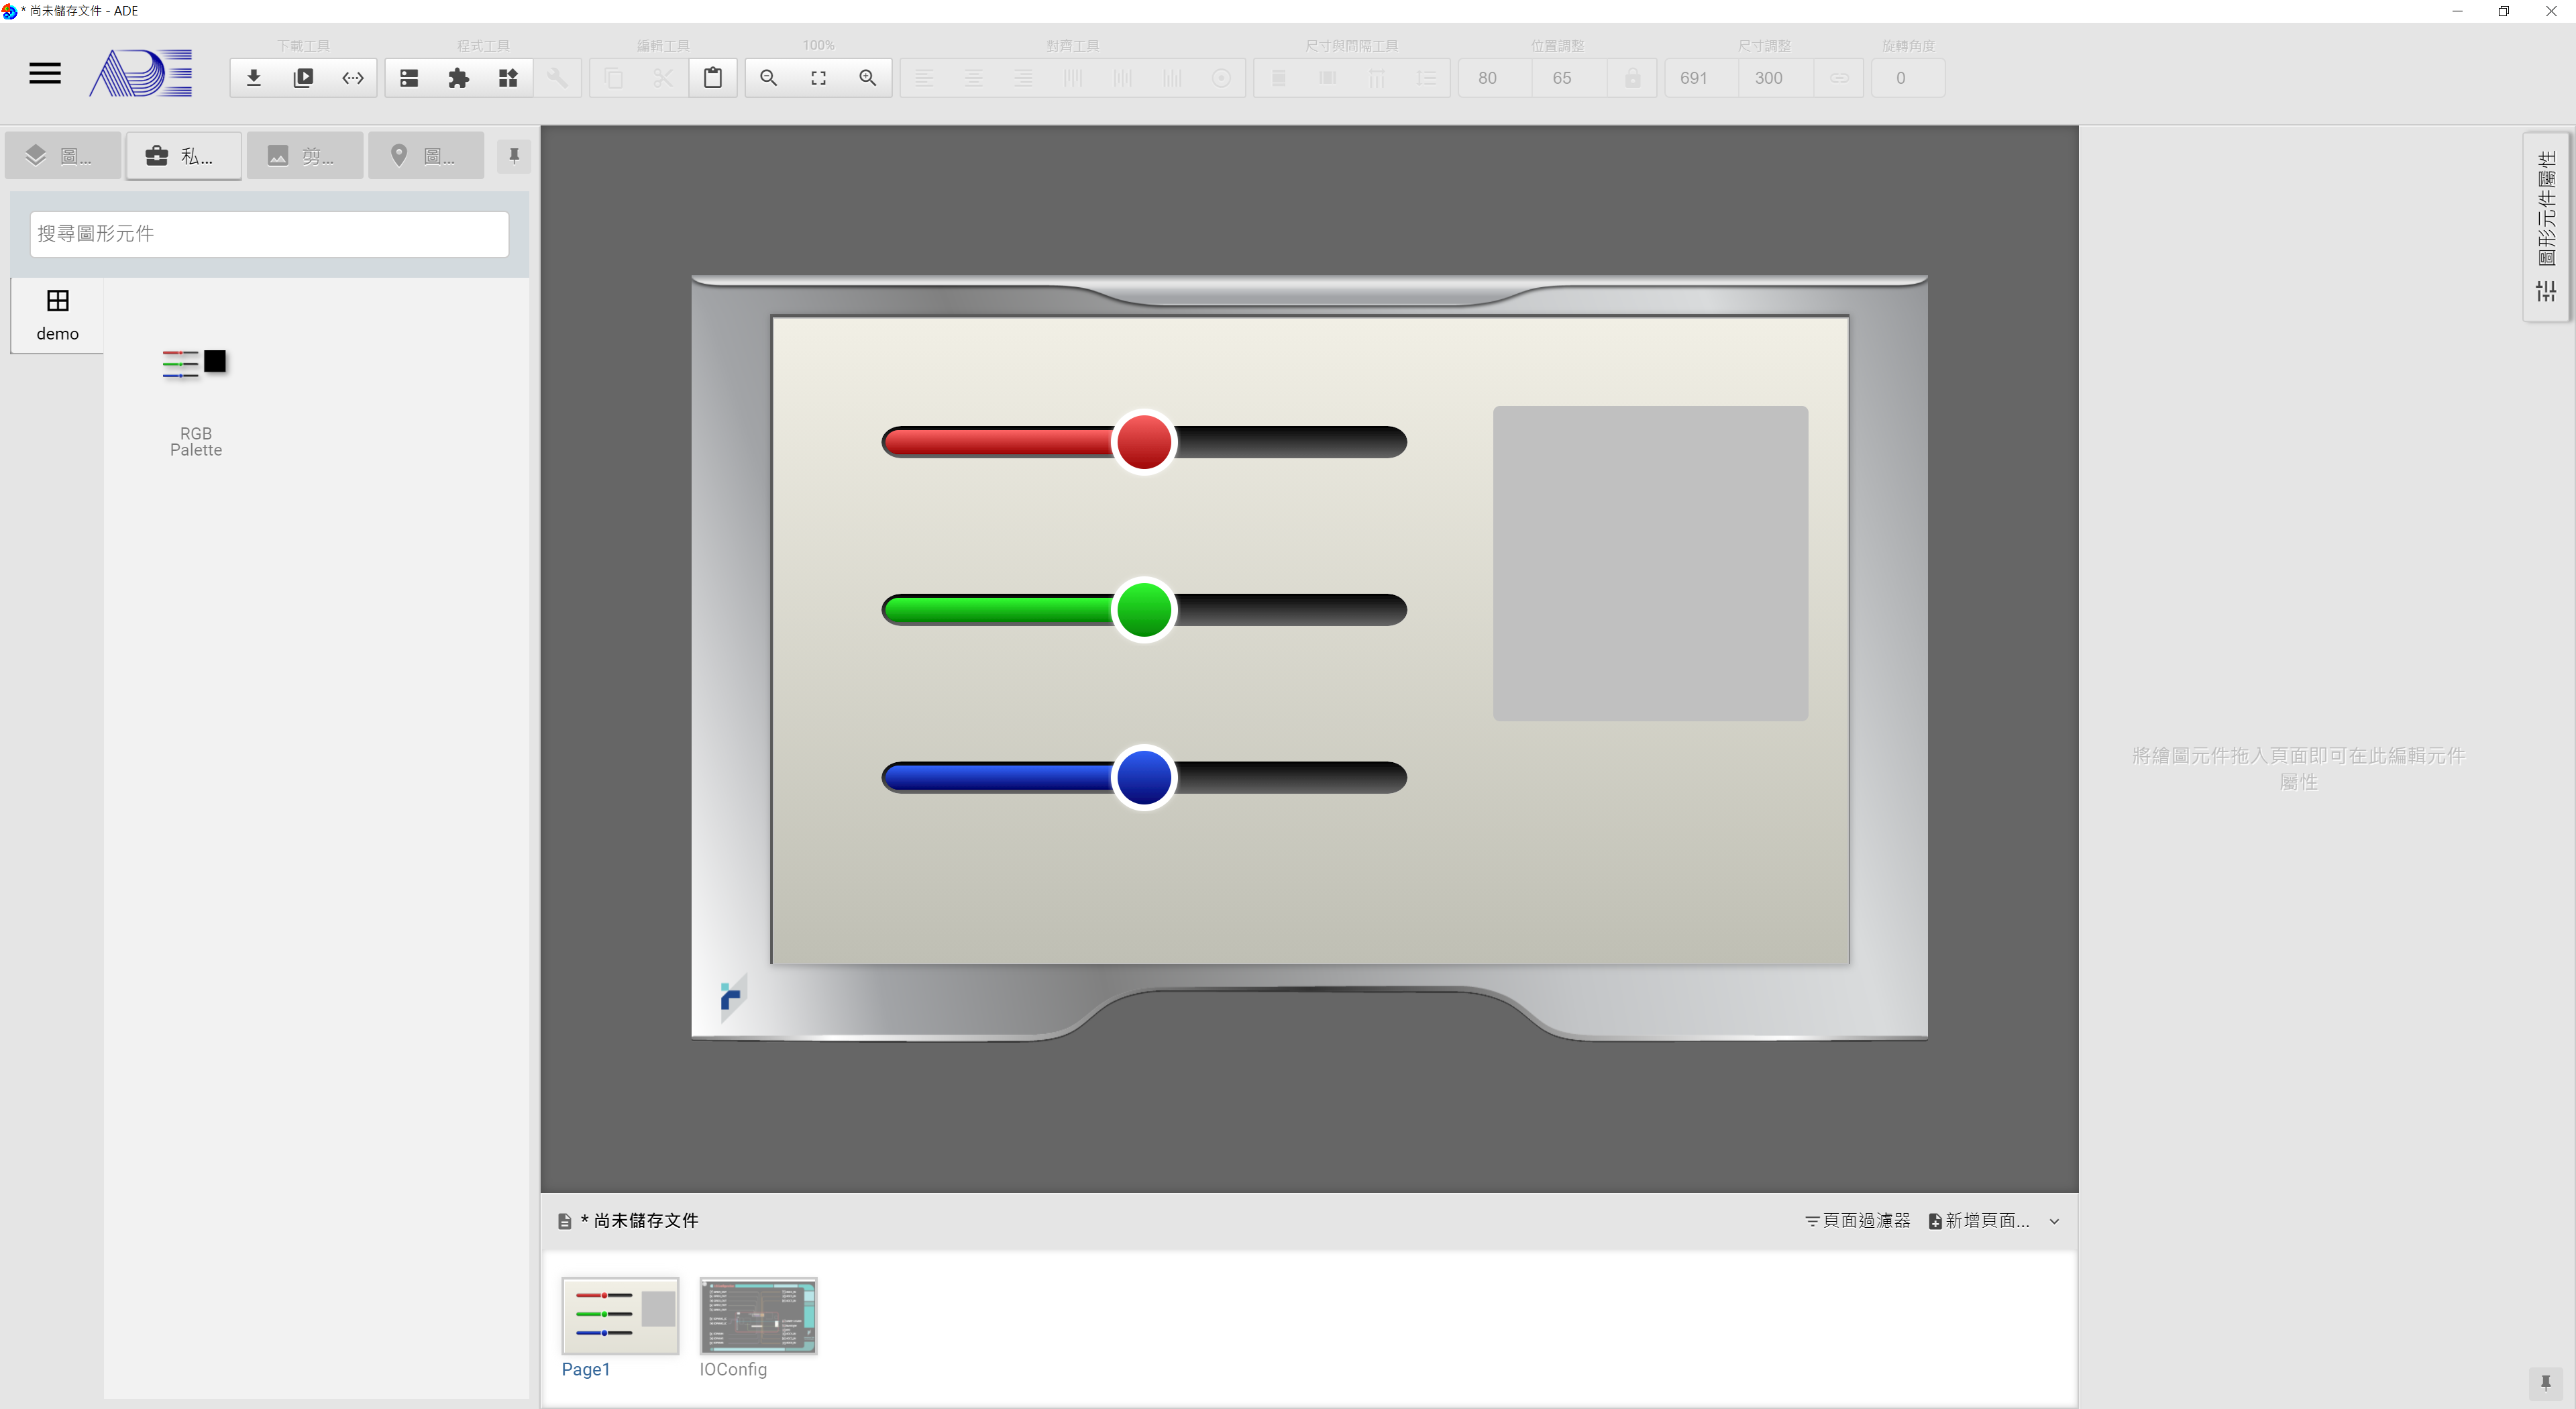 * 尚未儲存文件 - ADE
下載工具
程式工具
編輯工具
100%
對齊工具
尺寸與間隔工具
位置調整
尺寸調整
旋轉角度
ADE
80
65
691
300
0
圖...
私...
剪...
圖...
搜尋圖形元件
demo
RGB
Palette
圖形元件屬性
將繪圖元件拖入頁面即可在此編輯元件
屬性
* 尚未儲存文件
頁面過濾器
新增頁面...
Page1
IOConfig